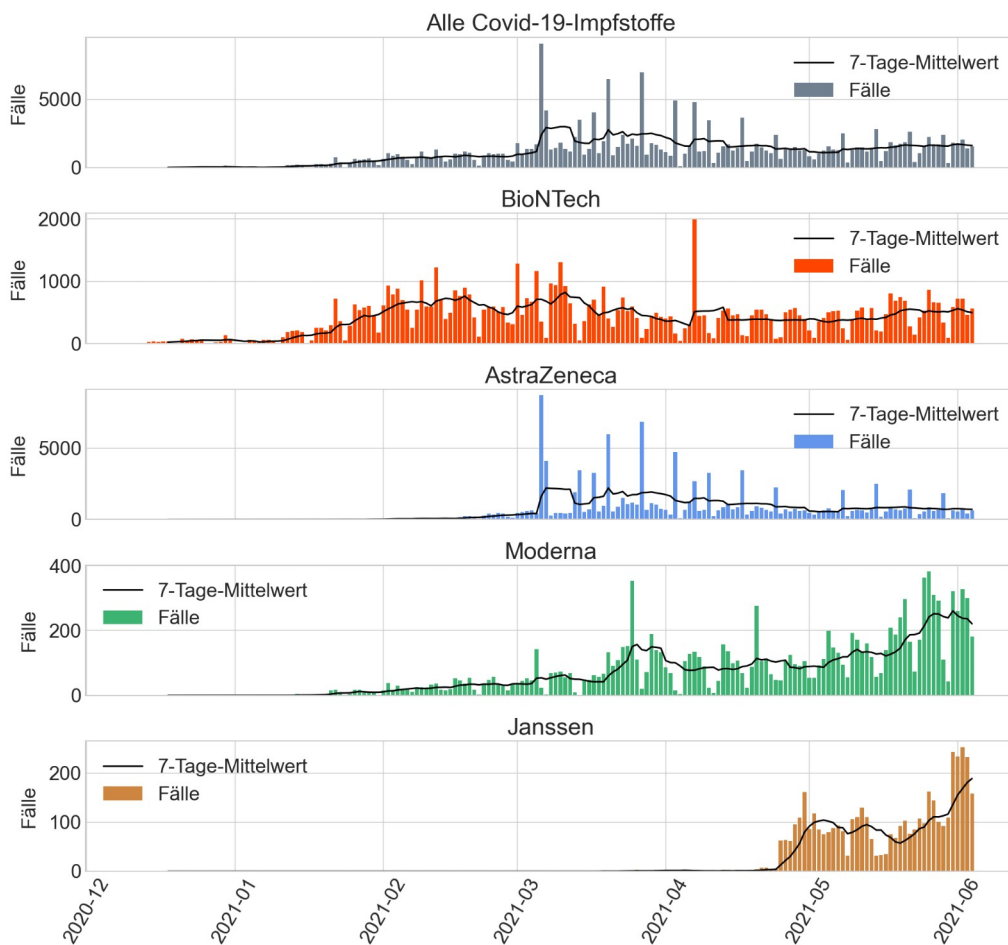 Alle Covid-19-Impfstoffe
Fälle
5000
0
7-Tage-Mittelwert
Fälle
BioNTech
Fälle
2000
1000
0
7-Tage-Mittelwert
Fälle
AstraZeneca
Fälle
5000
0
7-Tage-Mittelwert
Fälle
Moderna
Fälle
400
200
0
7-Tage-Mittelwert
Fälle
Janssen
Fälle
200
100
0
7-Tage-Mittelwert
Fälle
2020-12
2021-01
2021-02
2021-03
2021-04
2021-05
2021-06